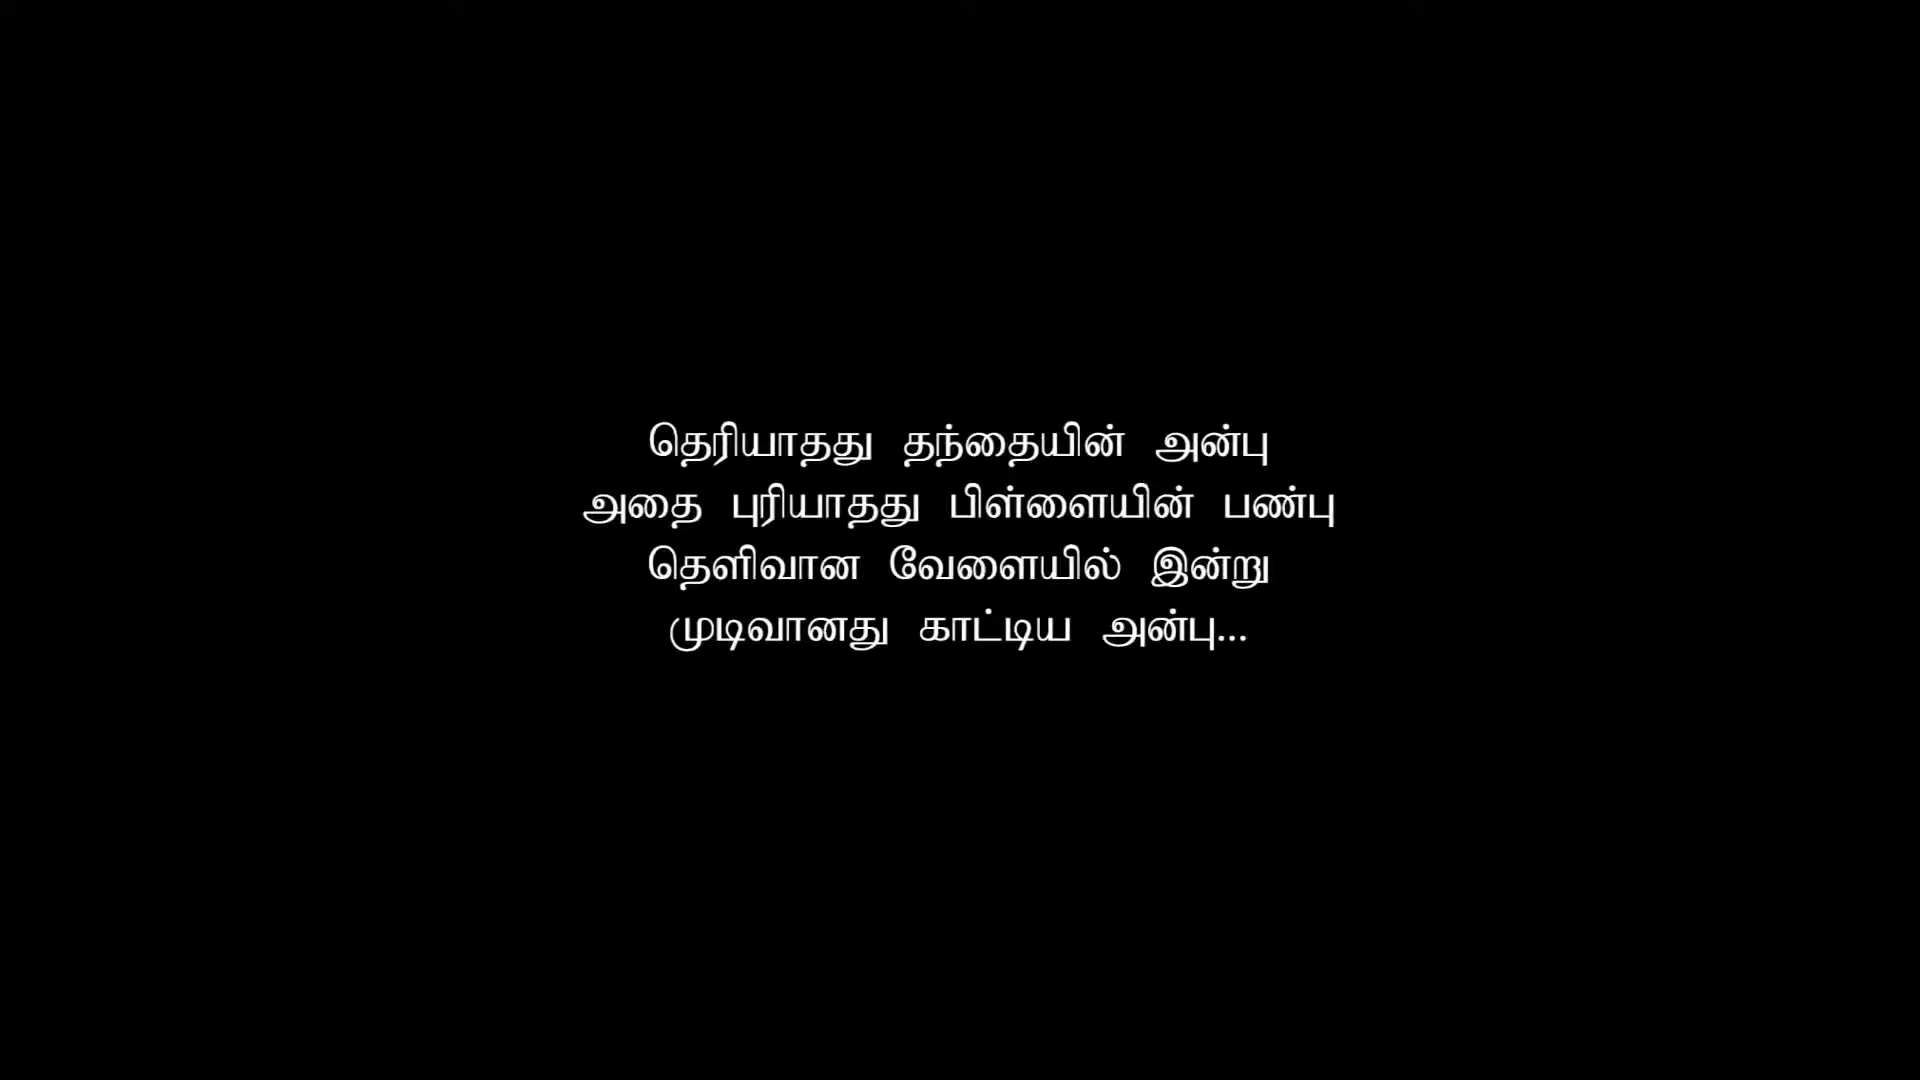 தெரியாதது தந்தையின் அன்பு
அதை புரியாதது பிள்ளையின் பண்பு
தெளிவான வேளையில் இன்று
முடிவானது காட்டிய அன்பு...